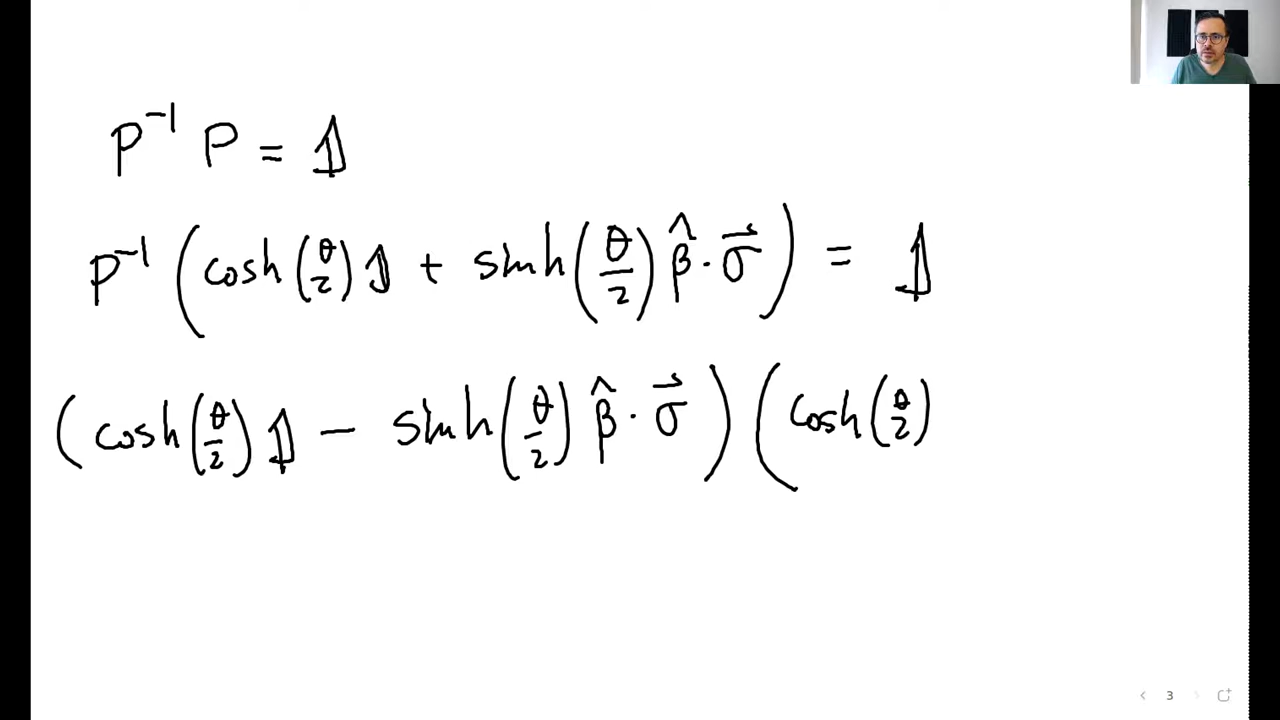 P⁻¹ P = 𝟙
P⁻¹ (cosh(θ/2) 𝟙 + sinh(θ/2) β̂ · σ⃗) = 𝟙
(cosh(θ/2) 𝟙 − sinh(θ/2) β̂ · σ⃗) (cosh(θ/2)
3